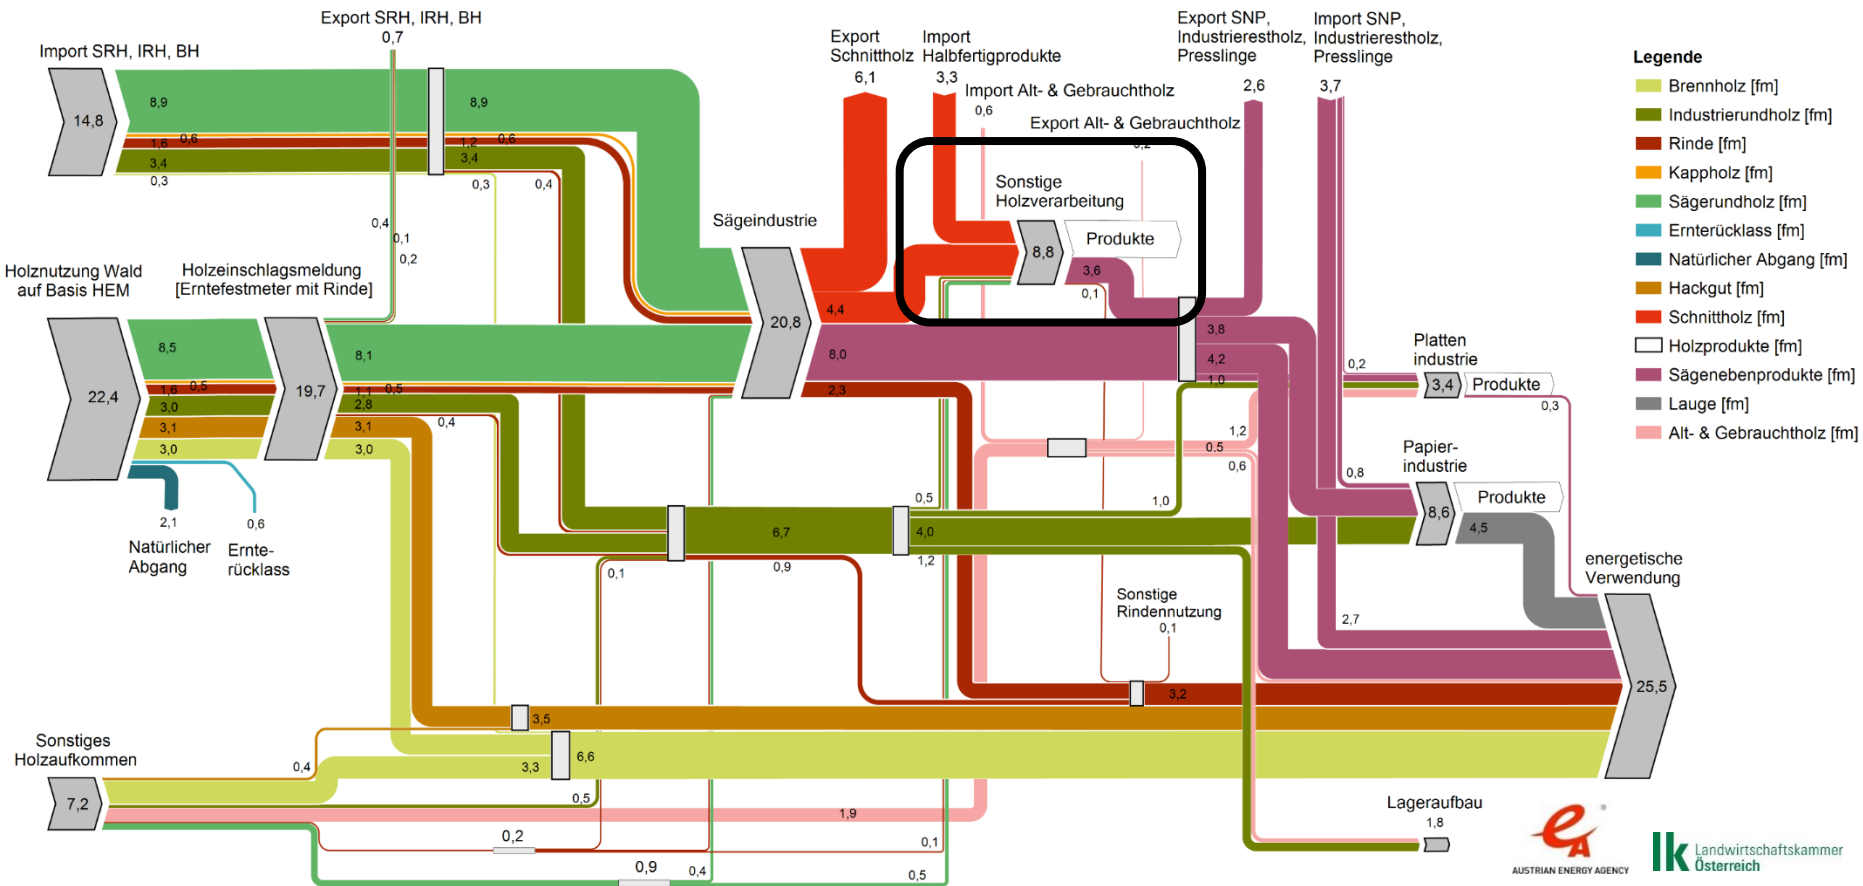 Export SRH, IRH, BH
0,7
Import SRH, IRH, BH
14,8
8,9
8,9
0,6
1,6
1,2
0,6
3,4
3,4
0,3
0,3
0,4
0,4
0,1
0,2
Export
Schnittholz
6,1
Import
Halbfertigprodukte
3,3
Import Alt- & Gebrauchtholz
0,6
Export Alt- & Gebrauchtholz
0,2
Export SNP,
Industrierestholz,
Presslinge
2,6
Import SNP,
Industrierestholz,
Presslinge
3,7
Legende
Brennholz [fm]
Industrierundholz [fm]
Rinde [fm]
Kappholz [fm]
Sägerundholz [fm]
Ernterücklass [fm]
Natürlicher Abgang [fm]
Hackgut [fm]
Schnittholz [fm]
Holzprodukte [fm]
Sägenebenprodukte [fm]
Lauge [fm]
Alt- & Gebrauchtholz [fm]
Sonstige
Holzverarbeitung
8,8
Produkte
3,6
0,1
Sägeindustrie
20,8
4,4
8,0
2,3
Holznutzung Wald
auf Basis HEM
22,4
8,5
0,5
1,6
3,0
3,1
3,0
2,1
Natürlicher
Abgang
0,6
Ernte-
rücklass
Holzeinschlagsmeldung
[Erntefestmeter mit Rinde]
19,7
8,1
0,5
1,1
2,8
0,4
3,1
3,0
3,8
4,2
1,0
Platten
industrie
0,2
3,4
Produkte
0,3
1,2
0.5
0,6
Papier-
industrie
0,8
8,6
Produkte
4,5
6,7
0,5
4,0
1,2
1,0
0,1
0,9
Sonstige
Rindennutzung
0,1
3,2
2,7
energetische
Verwendung
25,5
3,5
6,6
3,3
Sonstiges
Holzaufkommen
7,2
0,4
0,5
1,9
0,2
0,1
0,9
0,4
0,5
Lageraufbau
1,8
eA
®
AUSTRIAN ENERGY AGENCY
lk Landwirtschaftskammer
Österreich